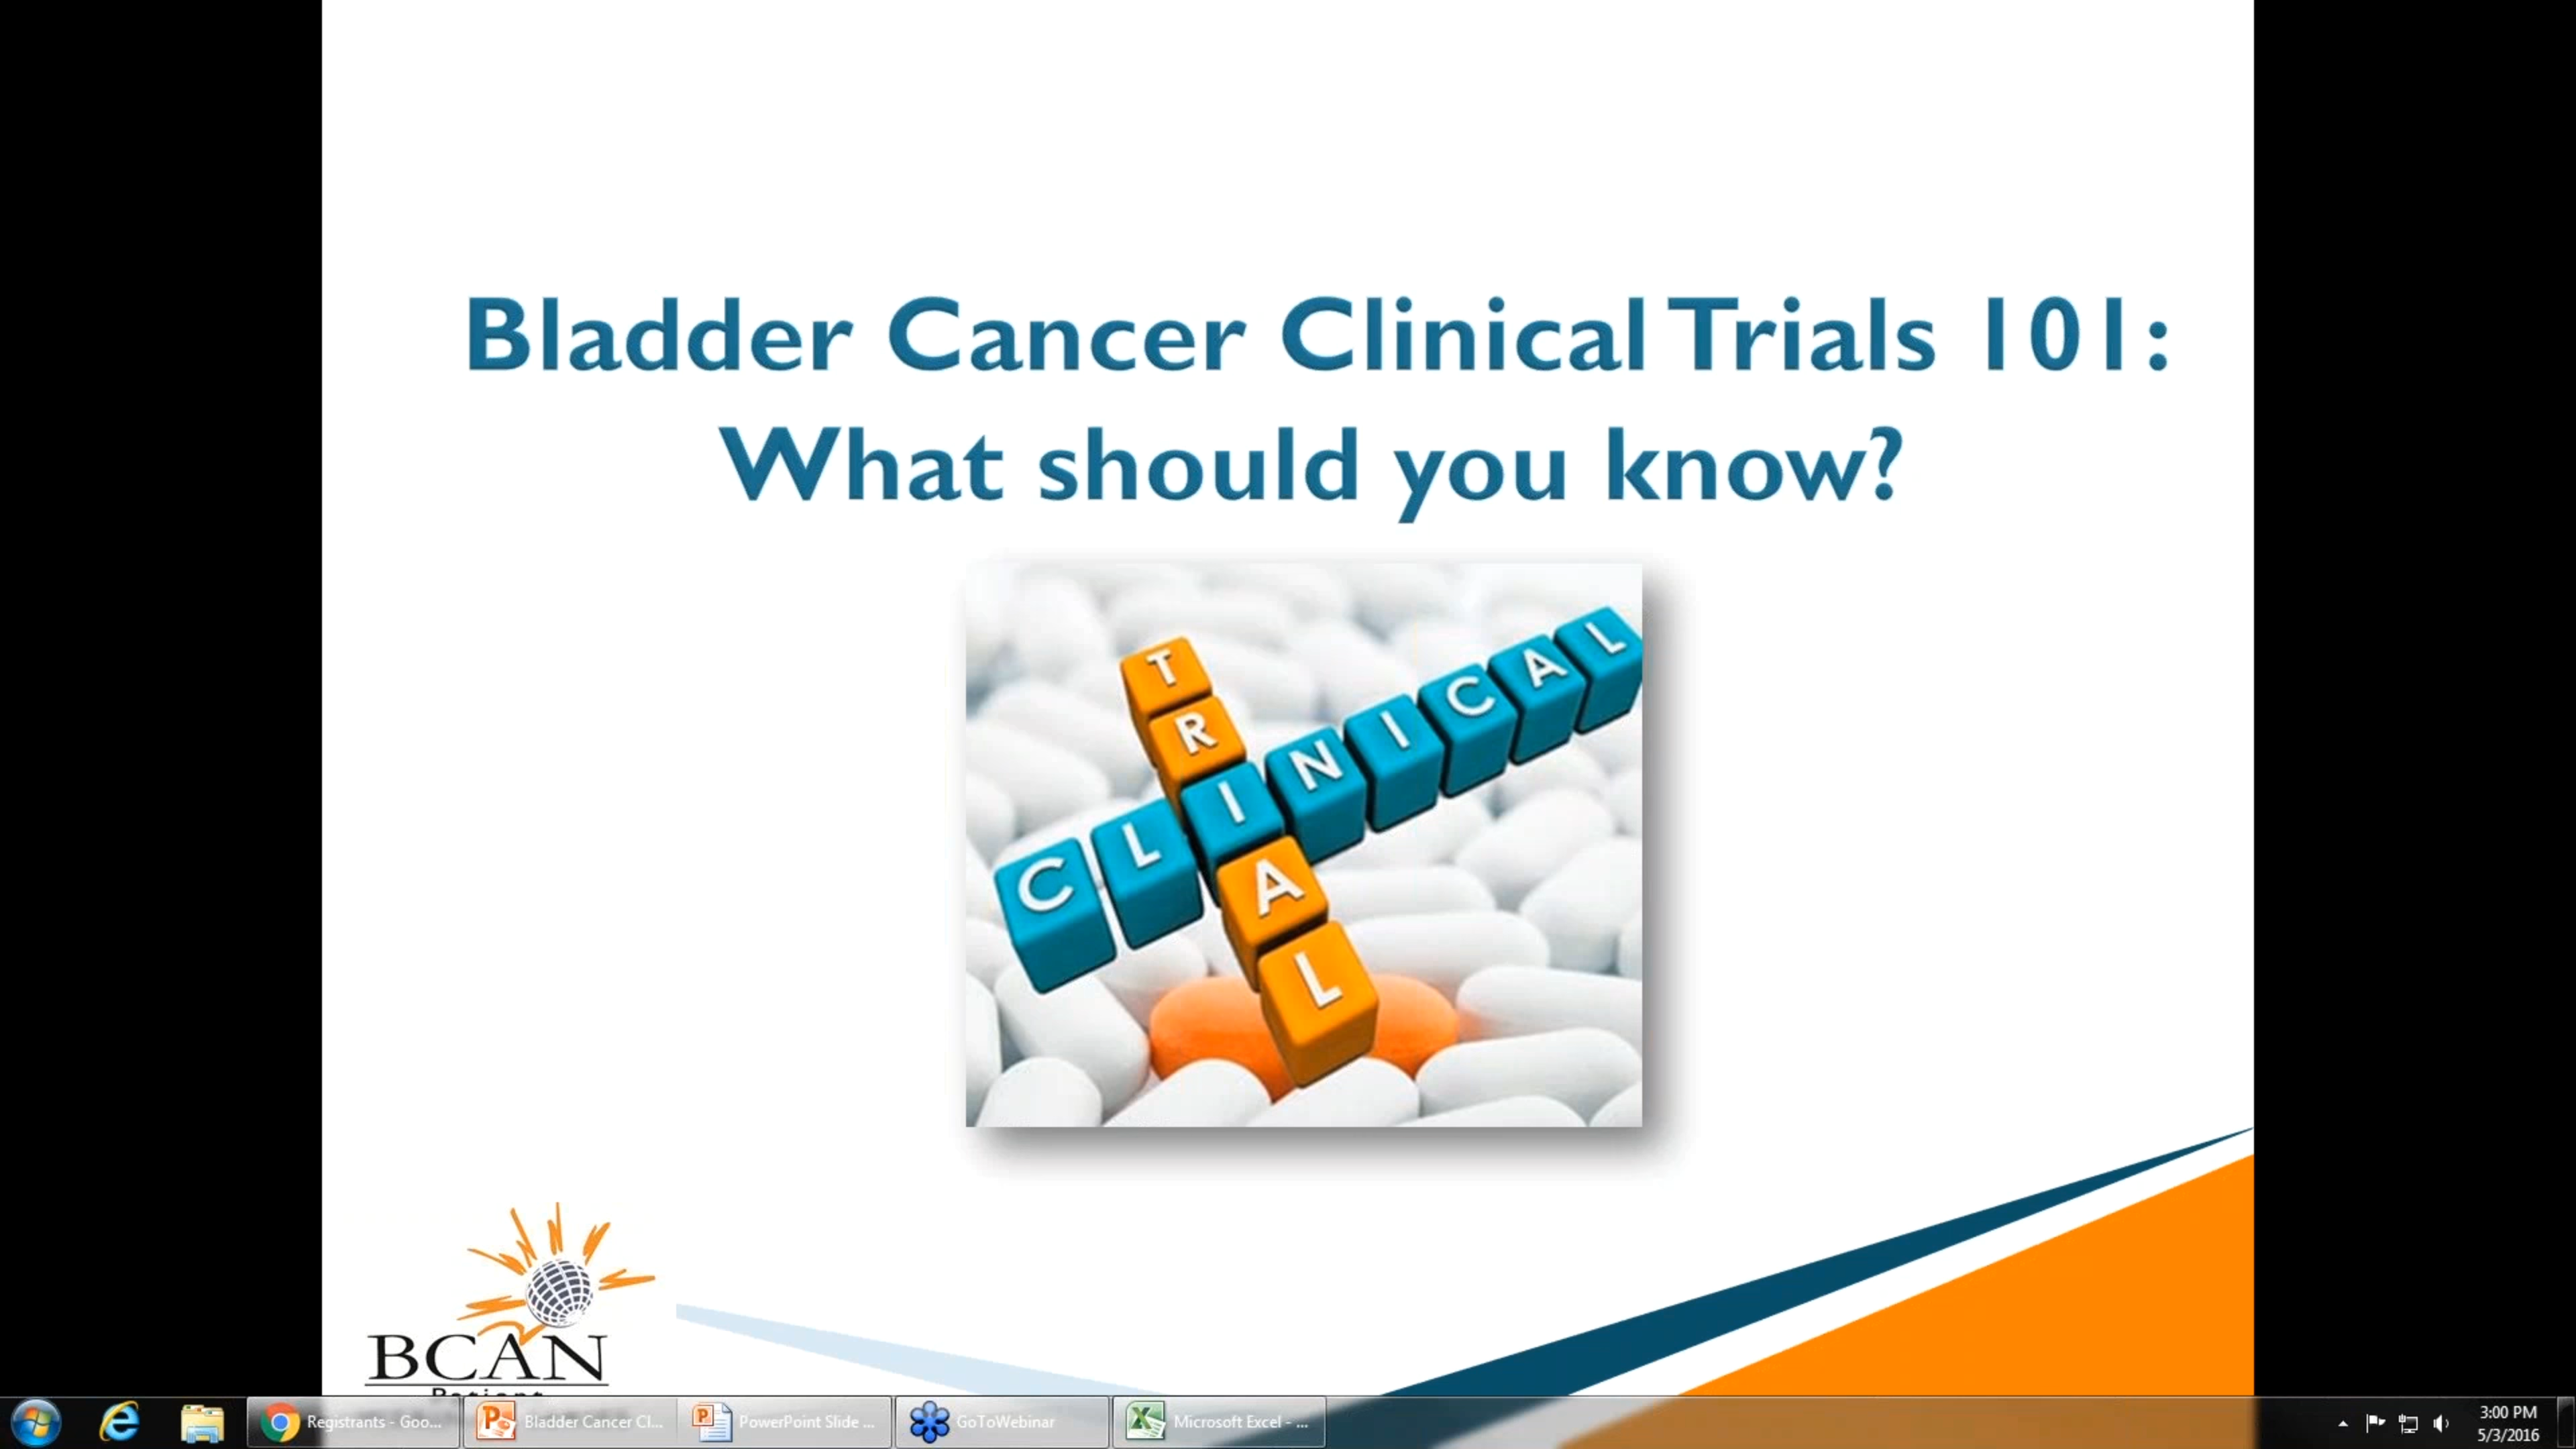 Bladder Cancer Clinical Trials 101:
What should you know?
TRIAL
CLINICAL
BCAN
Registrants - Goo...
Bladder Cancer Cl...
PowerPoint Slide ...
GoToWebinar
Microsoft Excel - ...
3:00 PM
5/3/2016